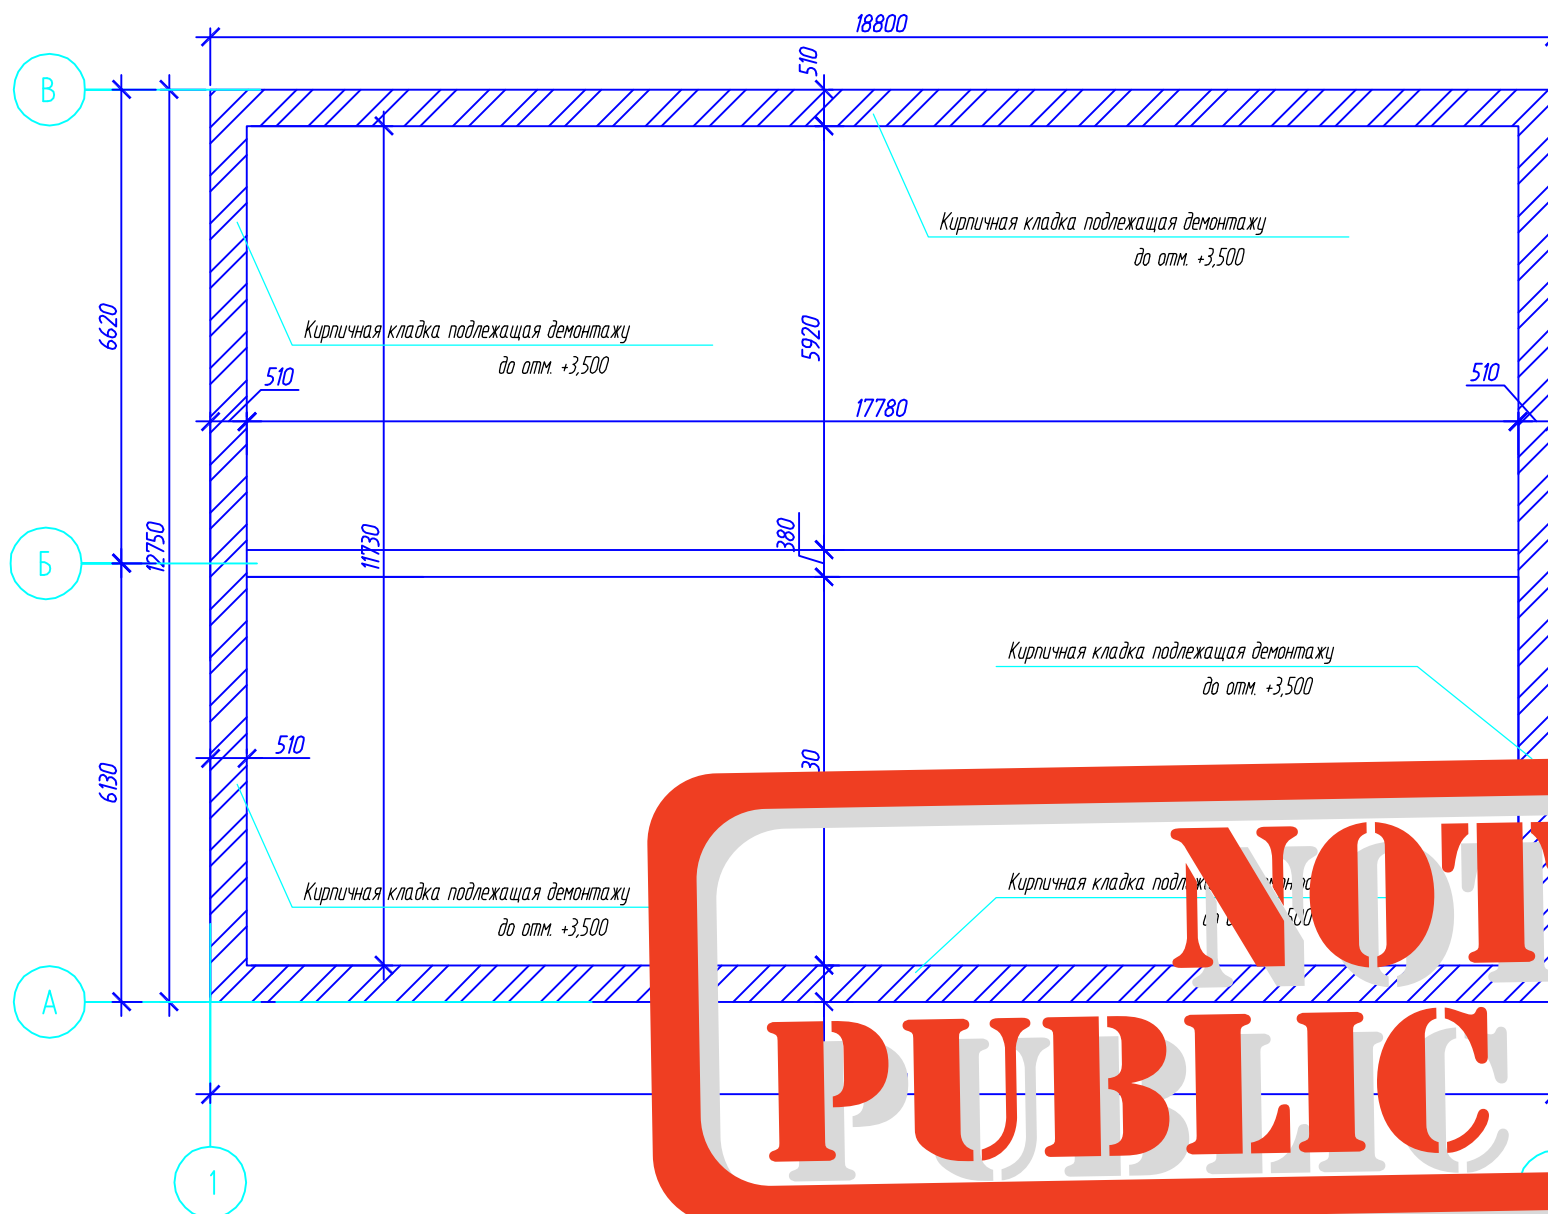 18800
510
В
Кирпичная кладка подлежащая демонтажу
до отм. +3,500
6620
5920
Кирпичная кладка подлежащая демонтажу
до отм. +3,500
510
510
17780
12750
11730
380
Б
Кирпичная кладка подлежащая демонтажу
до отм. +3,500
510
6130
30
Кирпичная кладка подлежащая демонтажу
до отм. +3,500
Кирпичная кладка
NOT
А
PUBLIC
1